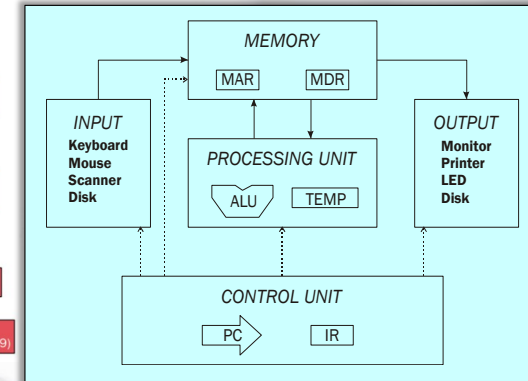 MEMORY
MAR MDR
INPUT
Keyboard
Mouse
Scanner
Disk
OUTPUT
Monitor
Printer
LED
Disk
PROCESSING UNIT
ALU TEMP
CONTROL UNIT
PC IR
9)